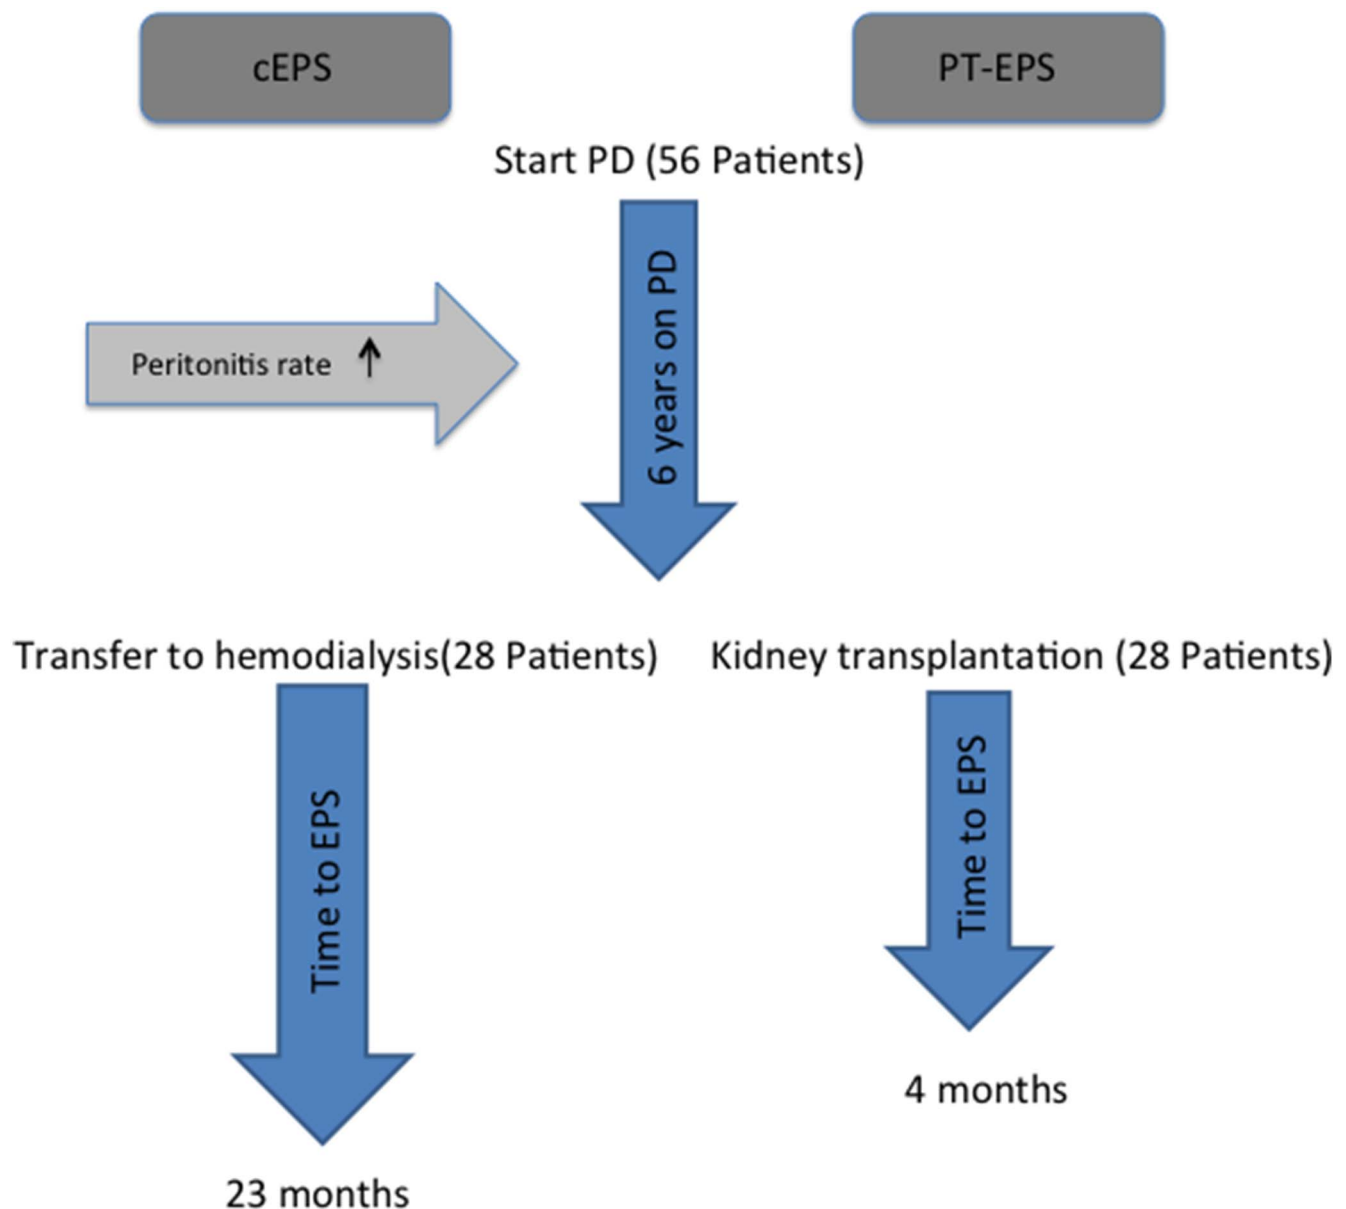 cEPS
PT-EPS
Start PD (56 Patients)
6 years on PD
Peritonitis rate ↑
Transfer to hemodialysis(28 Patients)
Kidney transplantation (28 Patients)
Time to EPS
Time to EPS
4 months
23 months